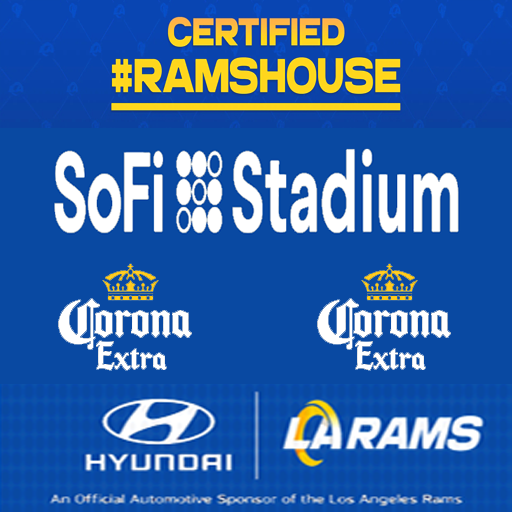 CERTIFIED
#RAMSHOUSE
SoFi Stadium
Corona Extra
Corona Extra
HYUNDAI
LA RAMS
An Official Automotive Sponsor of the Los Angeles Rams